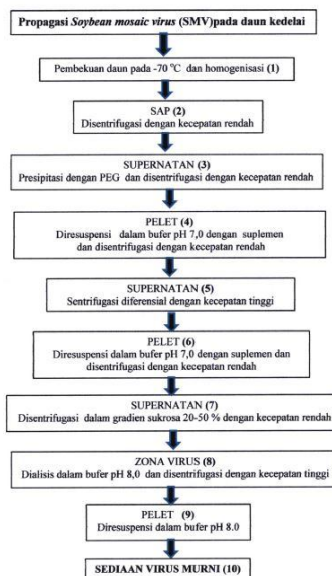 Propagasi Soybean mosaic virus (SMV)pada daun kedelai
Pembekuan daun pada -70 °C dan homogenisasi (1)
SAP (2)
Disentrifugasi dengan kecepatan rendah
SUPERNATAN (3)
Presipitasi dengan PEG dan disentrifugasi dengan kecepatan rendah
PELET (4)
Diresuspensi dalam bufer pH 7,0 dengan suplemen
dan disentrifugasi dengan kecepatan rendah
SUPERNATAN (5)
Sentrifugasi diferensial dengan kecepatan tinggi
PELET (6)
Diresuspensi dalam bufer pH 7,0 dengan suplemen dan
disentrifugasi dengan kecepatan rendah
SUPERNATAN (7)
Disentrifugasi dalam gradien sukrosa 20-50 % dengan kecepatan rendah
ZONA VIRUS (8)
Dialisis dalam bufer pH 8,0 dan disentrifugasi dengan kecepatan tinggi
PELET (9)
Diresuspensi dalam bufer pH 8.0
SEDIAAN VIRUS MURNI (10)